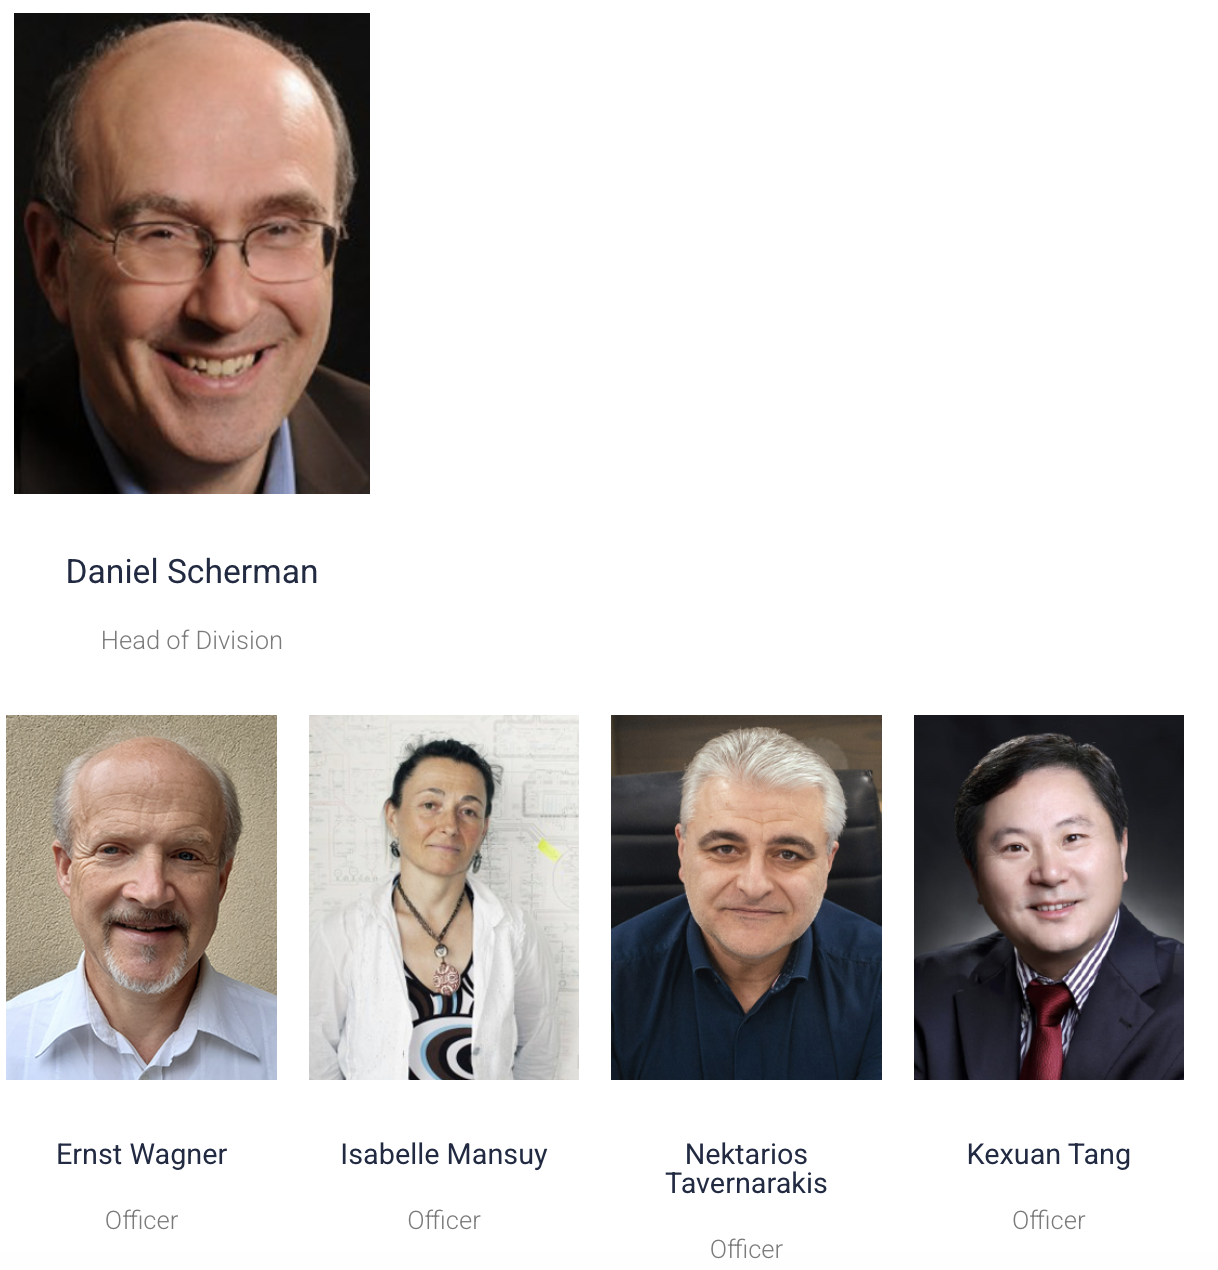 Daniel Scherman
Head of Division
Ernst Wagner
Officer
Isabelle Mansuy
Officer
Nektarios
Tavernarakis
Officer
Kexuan Tang
Officer